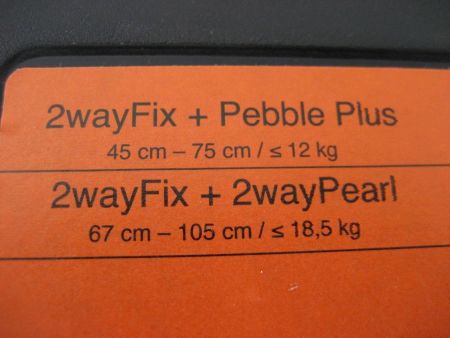 2wayFix + Pebble Plus
45 cm – 75 cm / ≤ 12 kg
2wayFix + 2wayPearl
67 cm – 105 cm / ≤ 18,5 kg